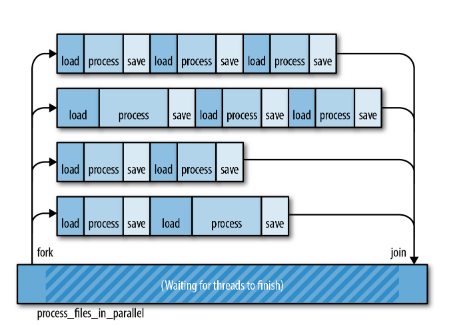 load process save load process save load process save
load process save load process save load process save
load process save load process save
load process save load process save
fork join
(Waiting for threads to finish)
process_files_in_parallel